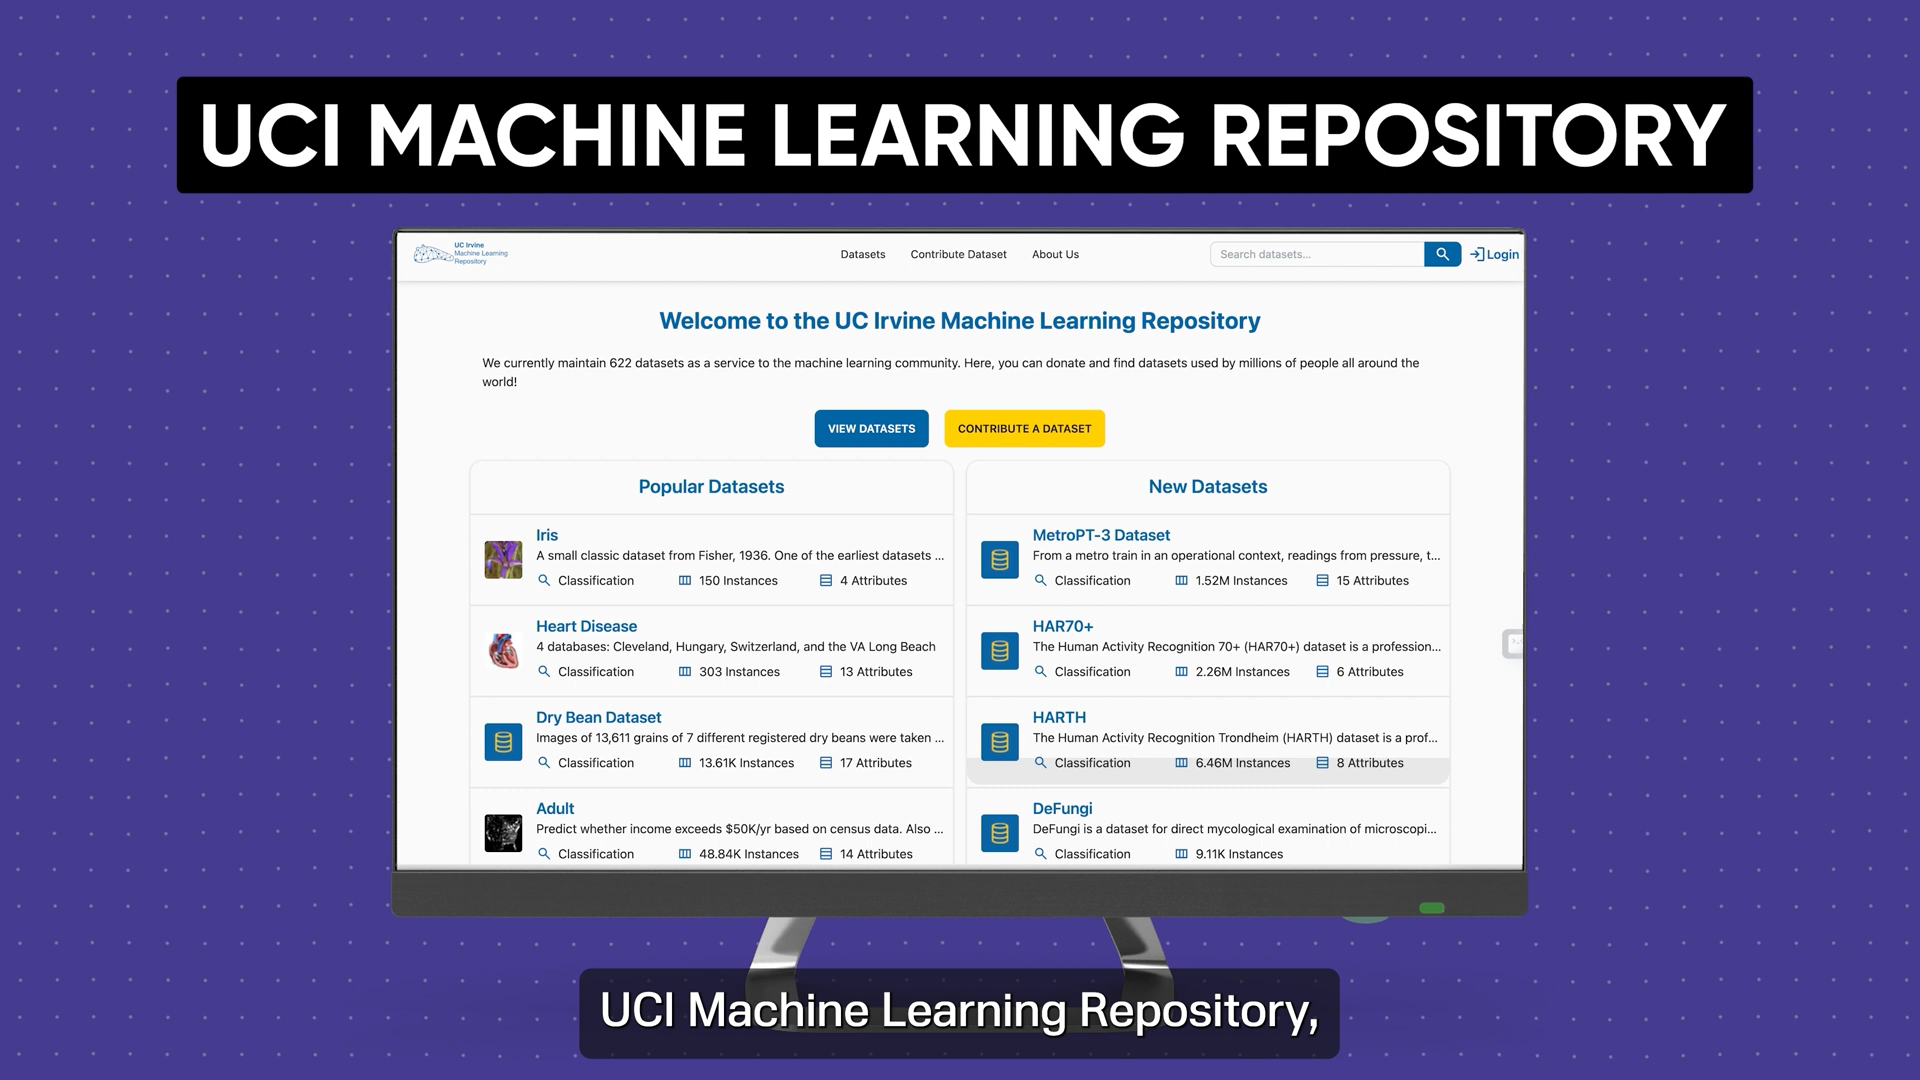 UCI MACHINE LEARNING REPOSITORY
UC Irvine
Machine Learning
Repository
Datasets
Contribute Dataset
About Us
Search datasets...
Login
Welcome to the UC Irvine Machine Learning Repository
We currently maintain 622 datasets as a service to the machine learning community. Here, you can donate and find datasets used by millions of people all around the
world!
VIEW DATASETS
CONTRIBUTE A DATASET
Popular Datasets
Iris
A small classic dataset from Fisher, 1936. One of the earliest datasets ...
Classification 150 Instances 4 Attributes
Heart Disease
4 databases: Cleveland, Hungary, Switzerland, and the VA Long Beach
Classification 303 Instances 13 Attributes
Dry Bean Dataset
Images of 13,611 grains of 7 different registered dry beans were taken ...
Classification 13.61K Instances 17 Attributes
Adult
Predict whether income exceeds $50K/yr based on census data. Also ...
Classification 48.84K Instances 14 Attributes
New Datasets
MetroPT-3 Dataset
From a metro train in an operational context, readings from pressure, t...
Classification 1.52M Instances 15 Attributes
HAR70+
The Human Activity Recognition 70+ (HAR70+) dataset is a profession...
Classification 2.26M Instances 6 Attributes
HARTH
The Human Activity Recognition Trondheim (HARTH) dataset is a prof...
Classification 6.46M Instances 8 Attributes
DeFungi
DeFungi is a dataset for direct mycological examination of microscopi...
Classification 9.11K Instances
UCI Machine Learning Repository,